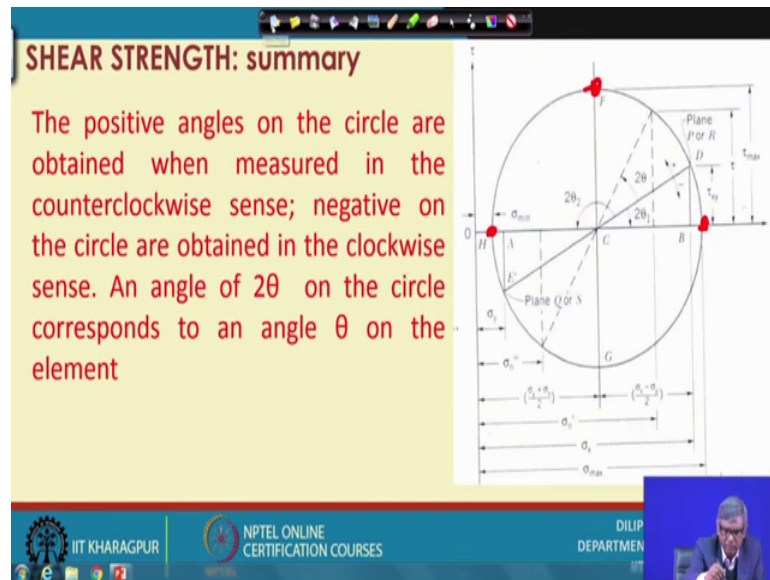 SHEAR STRENGTH: summary
The positive angles on the circle are
obtained when measured in the
counterclockwise sense; negative on
the circle are obtained in the clockwise
sense. An angle of 2θ on the circle
corresponds to an angle θ on the
element
τ
F
Plane
P or R
D
τmax
τ
τxy
2θ
2θ₂
2θ₁
σmin
O
H
A
C
B
E
Plane Q or S
G
σmax
IIT KHARAGPUR
NPTEL ONLINE
CERTIFICATION COURSES
DILIP